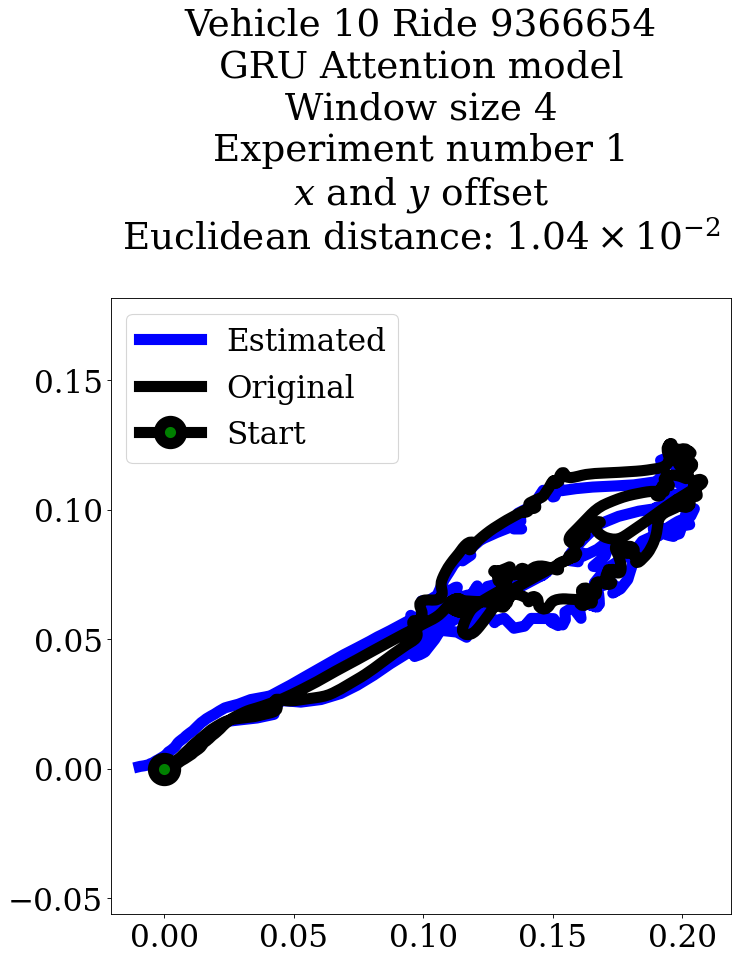 Vehicle 10 Ride 9366654
GRU Attention model
Window size 4
Experiment number 1
x and y offset
Euclidean distance: 1.04 × 10⁻²
Estimated
Original
Start
0.15
0.10
0.05
0.00
−0.05
0.00 0.05 0.10 0.15 0.20